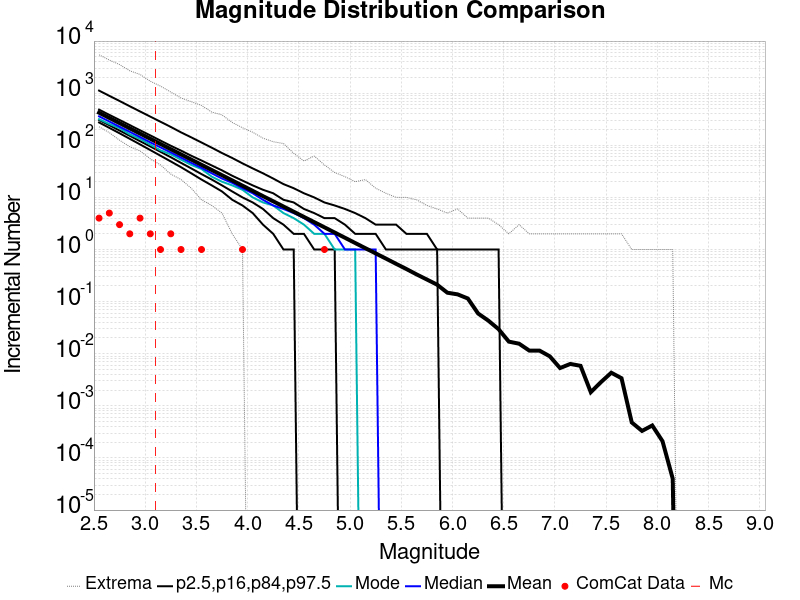 Magnitude Distribution Comparison
10^4
10^3
10^2
10^1
10^0
10^-1
10^-2
10^-3
10^-4
10^-5
Incremental Number
2.5 3.0 3.5 4.0 4.5 5.0 5.5 6.0 6.5 7.0 7.5 8.0 8.5 9.0
Magnitude
Extrema p2.5,p16,p84,p97.5 Mode Median Mean ComCat Data Mc